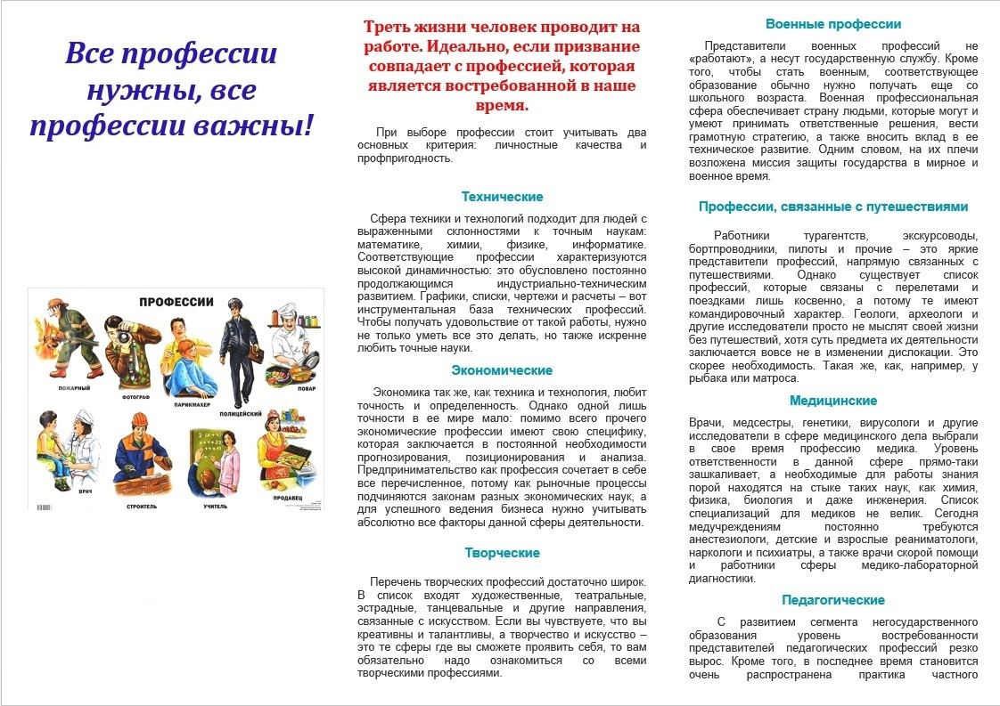 Все профессии
нужны, все
профессии важны!
ПРОФЕССИИ
ПОЖАРНЫЙ
ФОТОГРАФ
ПАРИКМАХЕР
ПОЛИЦЕЙСКИЙ
ПОВАР
ВРАЧ
СТРОИТЕЛЬ
УЧИТЕЛЬ
ПРОДАВЕЦ
Треть жизни человек проводит на
работе. Идеально, если призвание
совпадает с профессией, которая
является востребованной в наше
время.
При выборе профессии стоит учитывать два
основных критерия: личностные качества и
профпригодность.
Технические
Сфера техники и технологий подходит для людей с
выраженными склонностями к точным наукам:
математике, химии, физике, информатике.
Соответствующие профессии характеризуются
высокой динамичностью: это обусловлено постоянно
продолжающимся индустриально-техническим
развитием. Графики, списки, чертежи и расчеты – вот
инструментальная база технических профессий.
Чтобы получать удовольствие от такой работы, нужно
не только уметь все это делать, но также искренне
любить точные науки.
Экономические
Экономика так же, как техника и технология, любит
точность и определенность. Однако одной лишь
точности в ее мире мало: помимо всего прочего
экономические профессии имеют свою специфику,
которая заключается в постоянной необходимости
прогнозирования, позиционирования и анализа.
Предпринимательство как профессия сочетает в себе
все перечисленное, потому как рыночные процессы
подчиняются законам разных экономических наук, а
для успешного ведения бизнеса нужно учитывать
абсолютно все факторы данной сферы деятельности.
Творческие
Перечень творческих профессий достаточно широк.
В список входят художественные, театральные,
эстрадные, танцевальные и другие направления,
связанные с искусством. Если вы чувствуете, что вы
креативны и талантливы, а творчество и искусство –
это те сферы где вы сможете проявить себя, то вам
обязательно надо ознакомиться со всеми
творческими профессиями.
Военные профессии
Представители военных профессий не
«работают», а несут государственную службу. Кроме
того, чтобы стать военным, соответствующее
образование обычно нужно получать еще со
школьного возраста. Военная профессиональная
сфера обеспечивает страну людьми, которые могут и
умеют принимать ответственные решения, вести
грамотную стратегию, а также вносить вклад в ее
техническое развитие. Одним словом, на их плечи
возложена миссия защиты государства в мирное и
военное время.
Профессии, связанные с путешествиями
Работники турагентств, экскурсоводы,
бортпроводники, пилоты и прочие – это яркие
представители профессий, напрямую связанных с
путешествиями. Однако существует список
профессий, которые связаны с перелетами и
поездками лишь косвенно, а потому те имеют
командировочный характер. Геологи, археологи и
другие исследователи просто не мыслят своей жизни
без путешествий, хотя суть предмета их деятельности
заключается вовсе не в изменении дислокации. Это
скорее необходимость. Такая же, как, например, у
рыбака или матроса.
Медицинские
Врачи, медсестры, генетики, вирусологи и другие
исследователи в сфере медицинского дела выбрали
в свое время профессию медика. Уровень
ответственности в данной сфере прямо-таки
зашкаливает, а необходимые для работы знания
порой находятся на стыке таких наук, как химия,
физика, биология и даже инженерия. Список
специализаций для медиков не велик. Сегодня
медучреждениям постоянно требуются
анестезиологи, детские и взрослые реаниматологи,
наркологи и психиатры, а также врачи скорой помощи
и работники сферы медико-лабораторной
диагностики.
Педагогические
С развитием сегмента негосударственного
образования уровень востребованности
представителей педагогических профессий резко
вырос. Кроме того, в последнее время становится
очень распространена практика частного